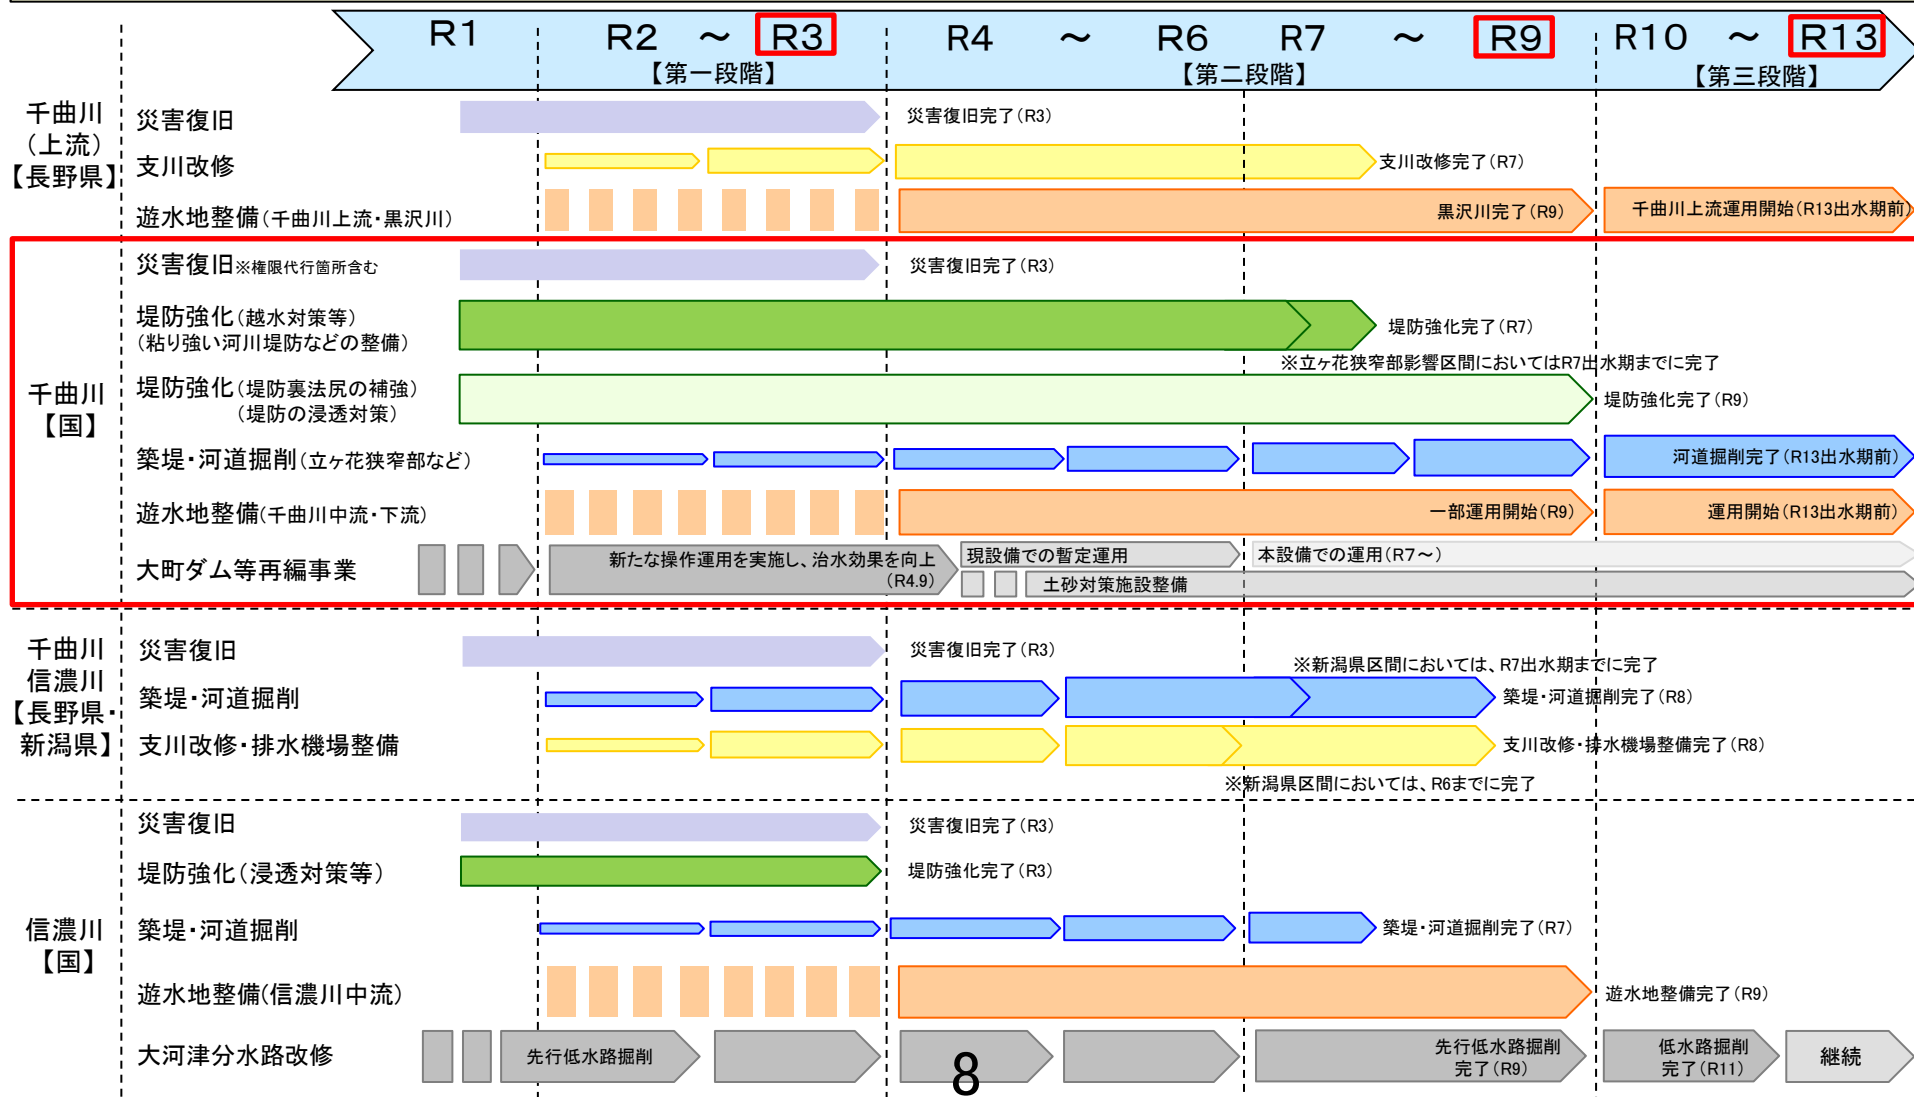 R1 R2 ～ R3 R4 ～ R6 R7 ～ R9 R10 ～ R13
【第一段階】 【第二段階】 【第三段階】
千曲川
（上流）
【長野県】
災害復旧
災害復旧完了（R3）
支川改修
支川改修完了（R7）
遊水地整備（千曲川上流・黒沢川）
黒沢川完了（R9）
千曲川上流運用開始（R13出水期前）
千曲川
【国】
災害復旧※権限代行箇所含む
災害復旧完了（R3）
堤防強化（越水対策等）
（粘り強い河川堤防などの整備）
堤防強化完了（R7）
※立ヶ花狭窄部影響区間においてはR7出水期までに完了
堤防強化（堤防裏法尻の補強）
（堤防の浸透対策）
堤防強化完了（R9）
築堤・河道掘削（立ヶ花狭窄部など）
河道掘削完了（R13出水期前）
遊水地整備（千曲川中流・下流）
一部運用開始（R9）
運用開始（R13出水期前）
大町ダム等再編事業
新たな操作運用を実施し、治水効果を向上
（R4.9）
現設備での暫定運用
本設備での運用（R7～）
土砂対策施設整備
千曲川
信濃川
【長野県・
新潟県】
災害復旧
災害復旧完了（R3）
※新潟県区間においては、R7出水期までに完了
築堤・河道掘削
築堤・河道掘削完了（R8）
支川改修・排水機場整備
支川改修・排水機場整備完了（R8）
※新潟県区間においては、R6までに完了
信濃川
【国】
災害復旧
災害復旧完了（R3）
堤防強化（浸透対策等）
堤防強化完了（R3）
築堤・河道掘削
築堤・河道掘削完了（R7）
遊水地整備（信濃川中流）
遊水地整備完了（R9）
大河津分水路改修
先行低水路掘削
先行低水路掘削
完了（R9）
低水路掘削
完了（R11）
継続
8